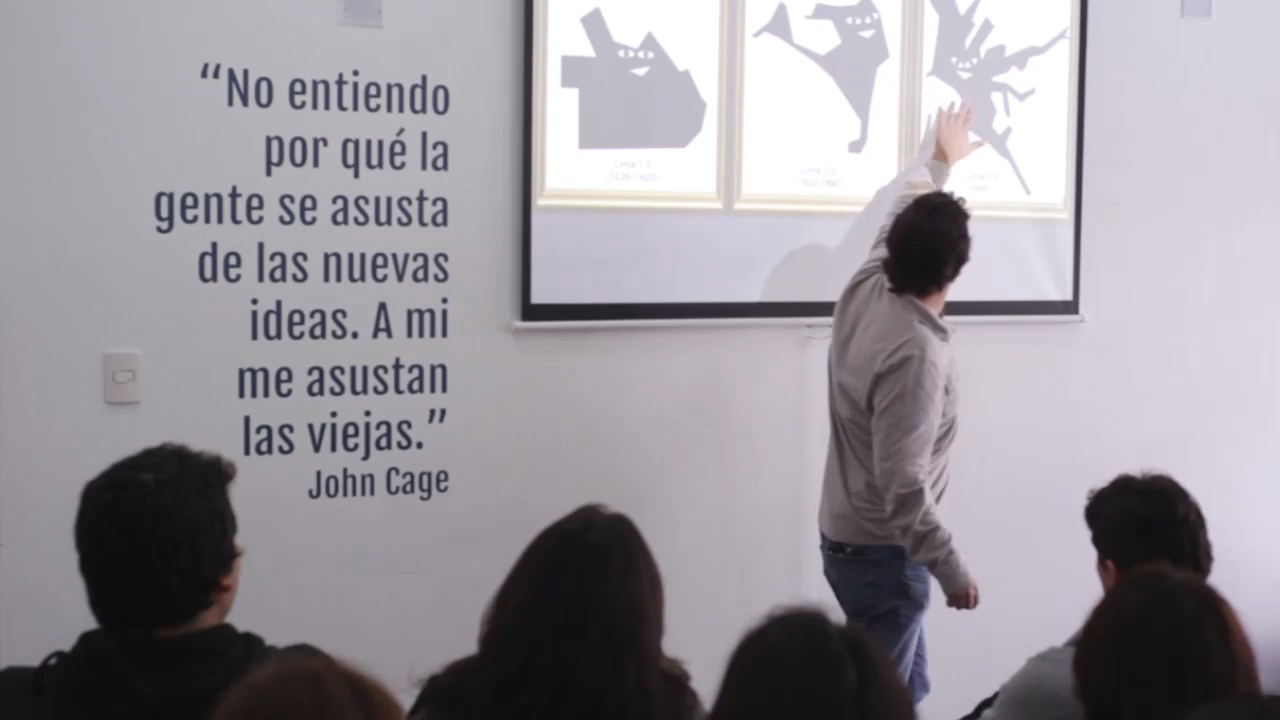 “No entiendo
por qué la
gente se asusta
de las nuevas
ideas. A mi
me asustan
las viejas.”
John Cage